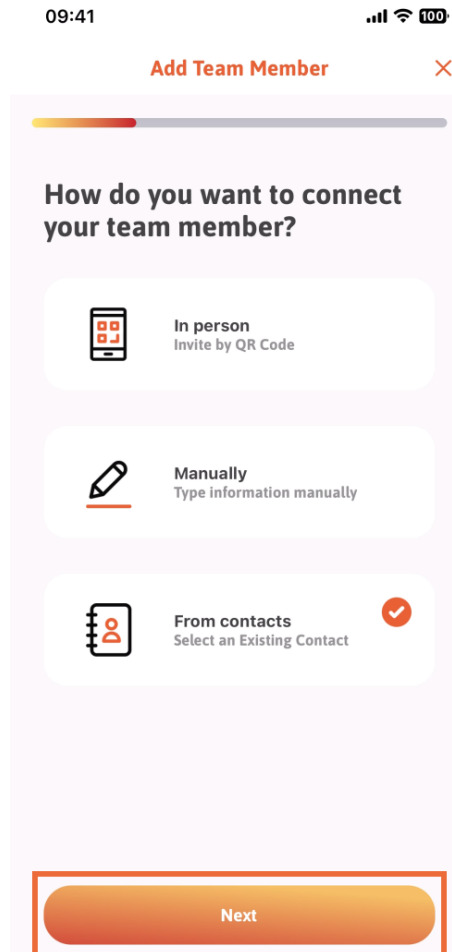 09:41
100
Add Team Member
How do you want to connect
your team member?
In person
Invite by QR Code
Manually
Type information manually
From contacts
Select an Existing Contact
Next